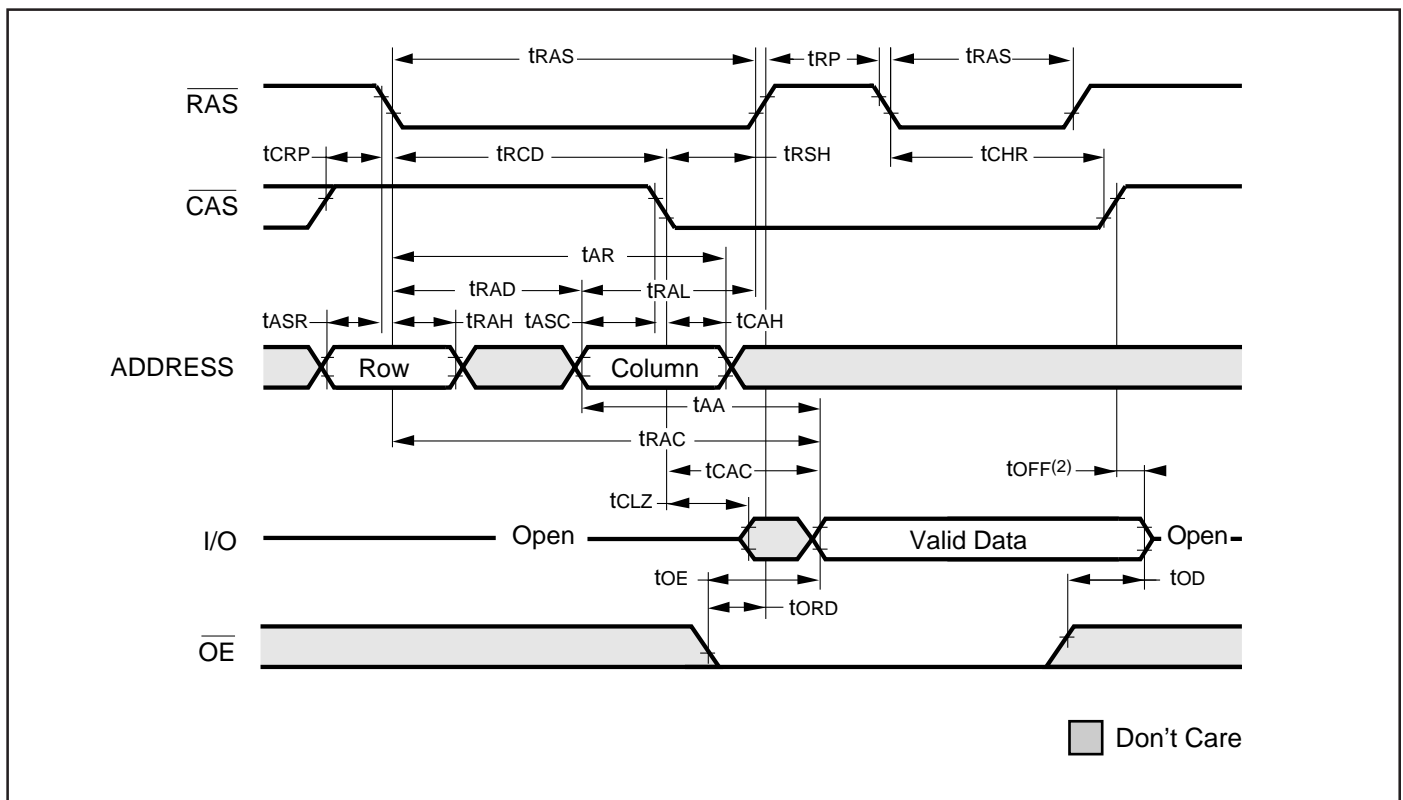 tRAS tRP tRAS
RAS
tCRP tRCD tRSH tCHR
CAS
tAR
tRAD tRAL
tASR tRAH tASC tCAH
ADDRESS Row Column
tAA
tRAC
tCAC tOFF(2)
tCLZ
I/O Open Valid Data Open
tOE tOD
tORD
OE
Don't Care